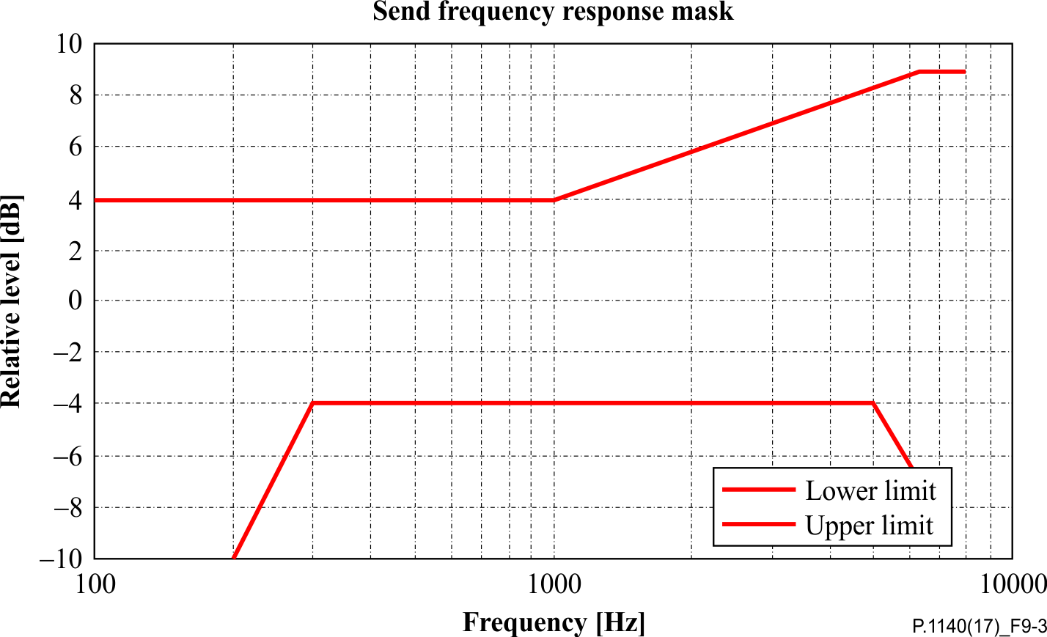 Send frequency response mask
10
8
6
4
2
0
–2
–4
–6
–8
–10
Relative level [dB]
100
1000
10000
Frequency [Hz]
Lower limit
Upper limit
P.1140(17)_F9-3